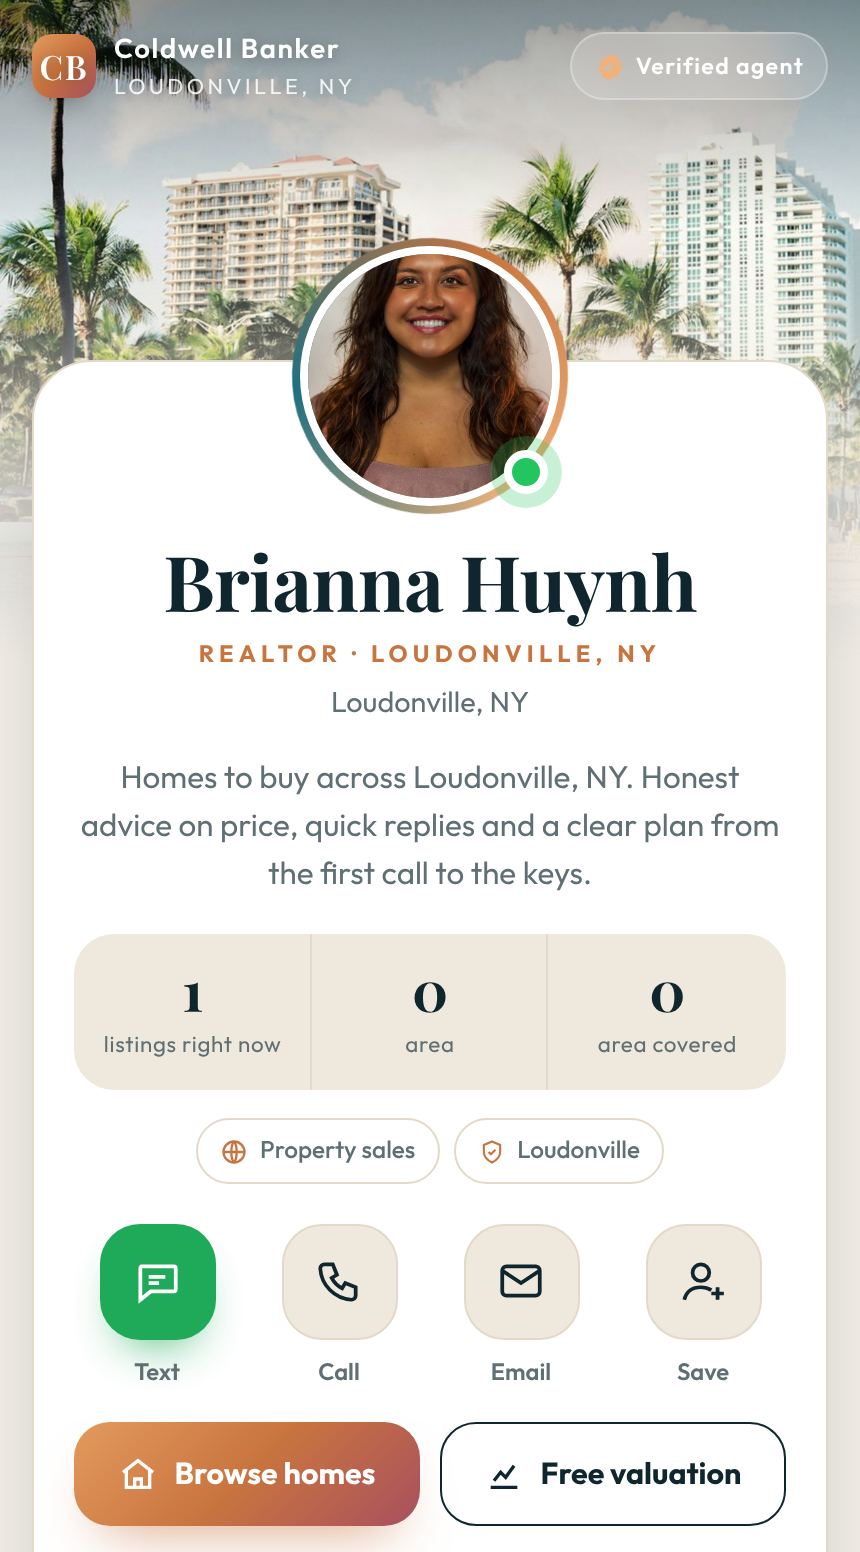 CB
Coldwell Banker
LOUDONVILLE, NY
Verified agent
Brianna Huynh
REALTOR · LOUDONVILLE, NY
Loudonville, NY
Homes to buy across Loudonville, NY. Honest
advice on price, quick replies and a clear plan from
the first call to the keys.
1
listings right now
0
area
0
area covered
Property sales
Loudonville
Text
Call
Email
Save
Browse homes
Free valuation